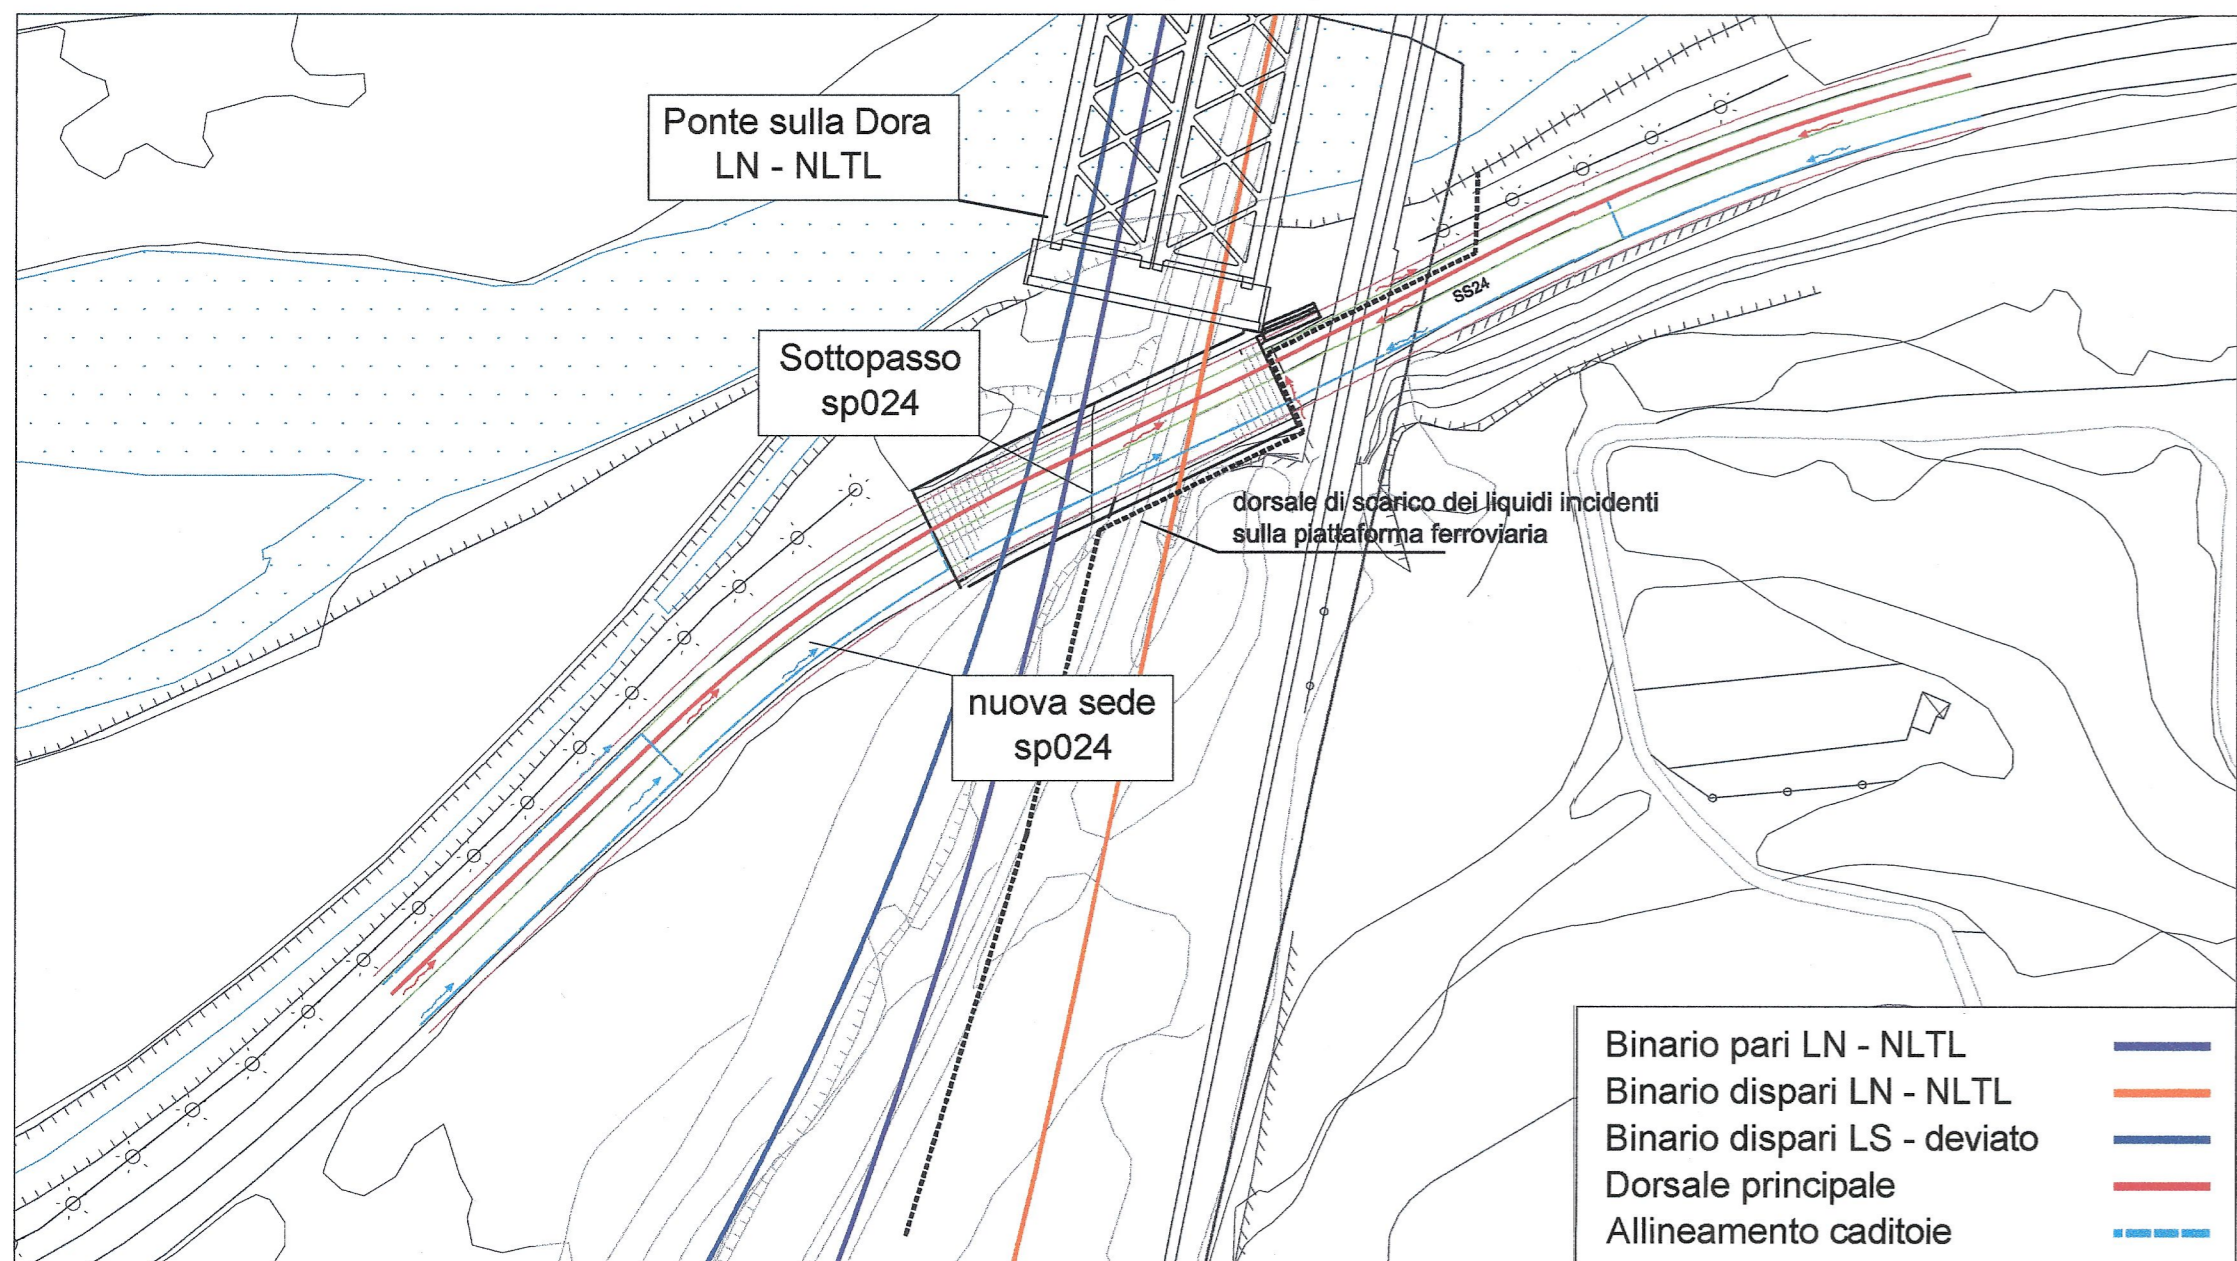 Ponte sulla Dora
LN - NLTL
SS24
Sottopasso
sp024
dorsale di scarico dei liquidi incidenti
sulla piattaforma ferroviaria
nuova sede
sp024
Binario pari LN - NLTL
Binario dispari LN - NLTL
Binario dispari LS - deviato
Dorsale principale
Allineamento caditoie